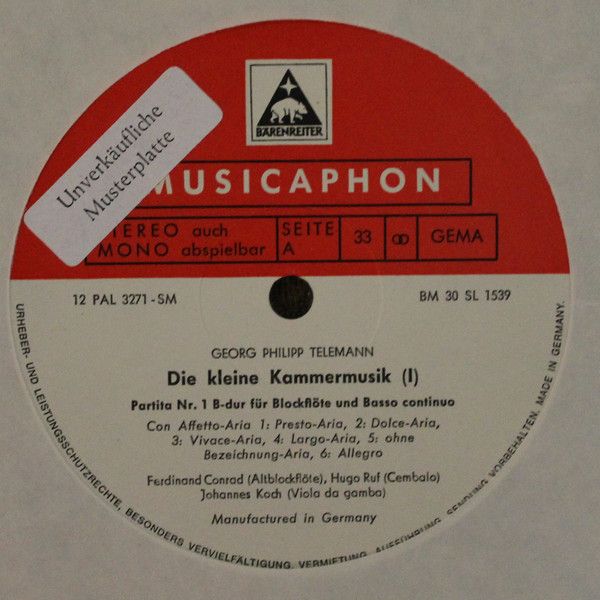 BÄRENREITER
MUSICAPHON
Unverkäufliche
Musterplatte
STEREO auch
MONO abspielbar
SEITE
A
33
GEMA
12 PAL 3271-SM
BM 30 SL 1539
GEORG PHILIPP TELEMANN
Die kleine Kammermusik (I)
Partita Nr. 1 B-dur für Blockflöte und Basso continuo
Con Affetto-Aria 1: Presto-Aria, 2: Dolce-Aria,
3: Vivace-Aria, 4: Largo-Aria, 5: ohne
Bezeichnung-Aria, 6: Allegro
Ferdinand Conrad (Altblockflöte), Hugo Ruf (Cembalo)
Johannes Koch (Viola da gamba)
Manufactured in Germany
URHEBER- UND LEISTUNGSSCHUTZRECHTE, BESONDERS VERVIELFÄLTIGUNG, VERMIETUNG, AUFFÜHRUNG, SENDUNG VORBEHALTEN. MADE IN GERMANY.